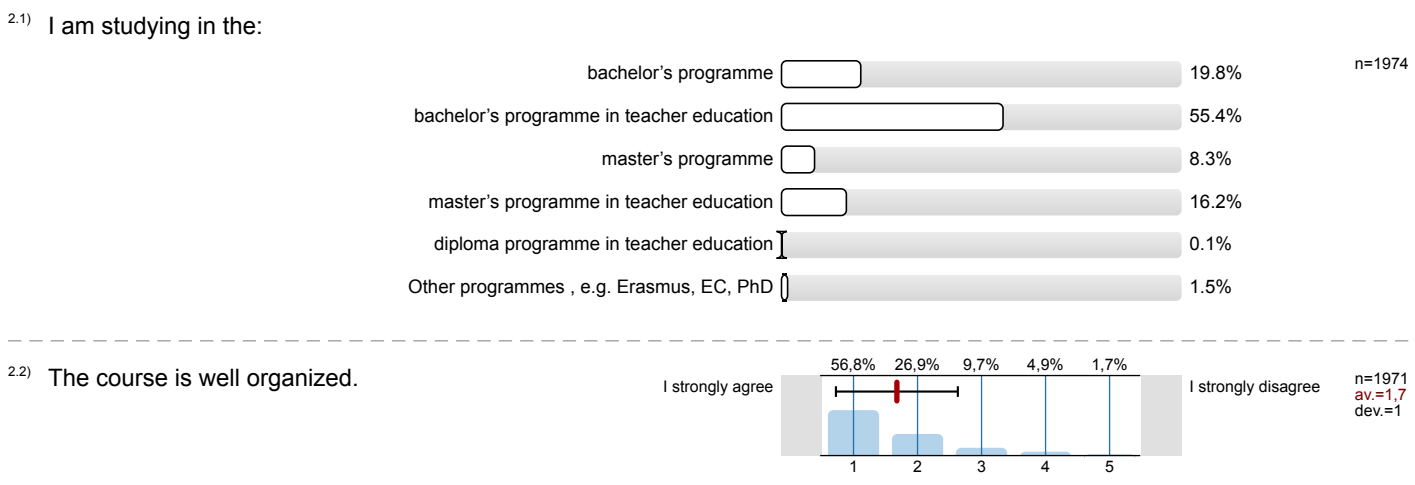 2.1) I am studying in the:
bachelor's programme 19.8% n=1974
bachelor's programme in teacher education 55.4%
master's programme 8.3%
master's programme in teacher education 16.2%
diploma programme in teacher education 0.1%
Other programmes , e.g. Erasmus, EC, PhD 1.5%
2.2) The course is well organized.
56,8% 26,9% 9,7% 4,9% 1,7%
I strongly agree I strongly disagree
n=1971
av.=1,7
dev.=1
1 2 3 4 5